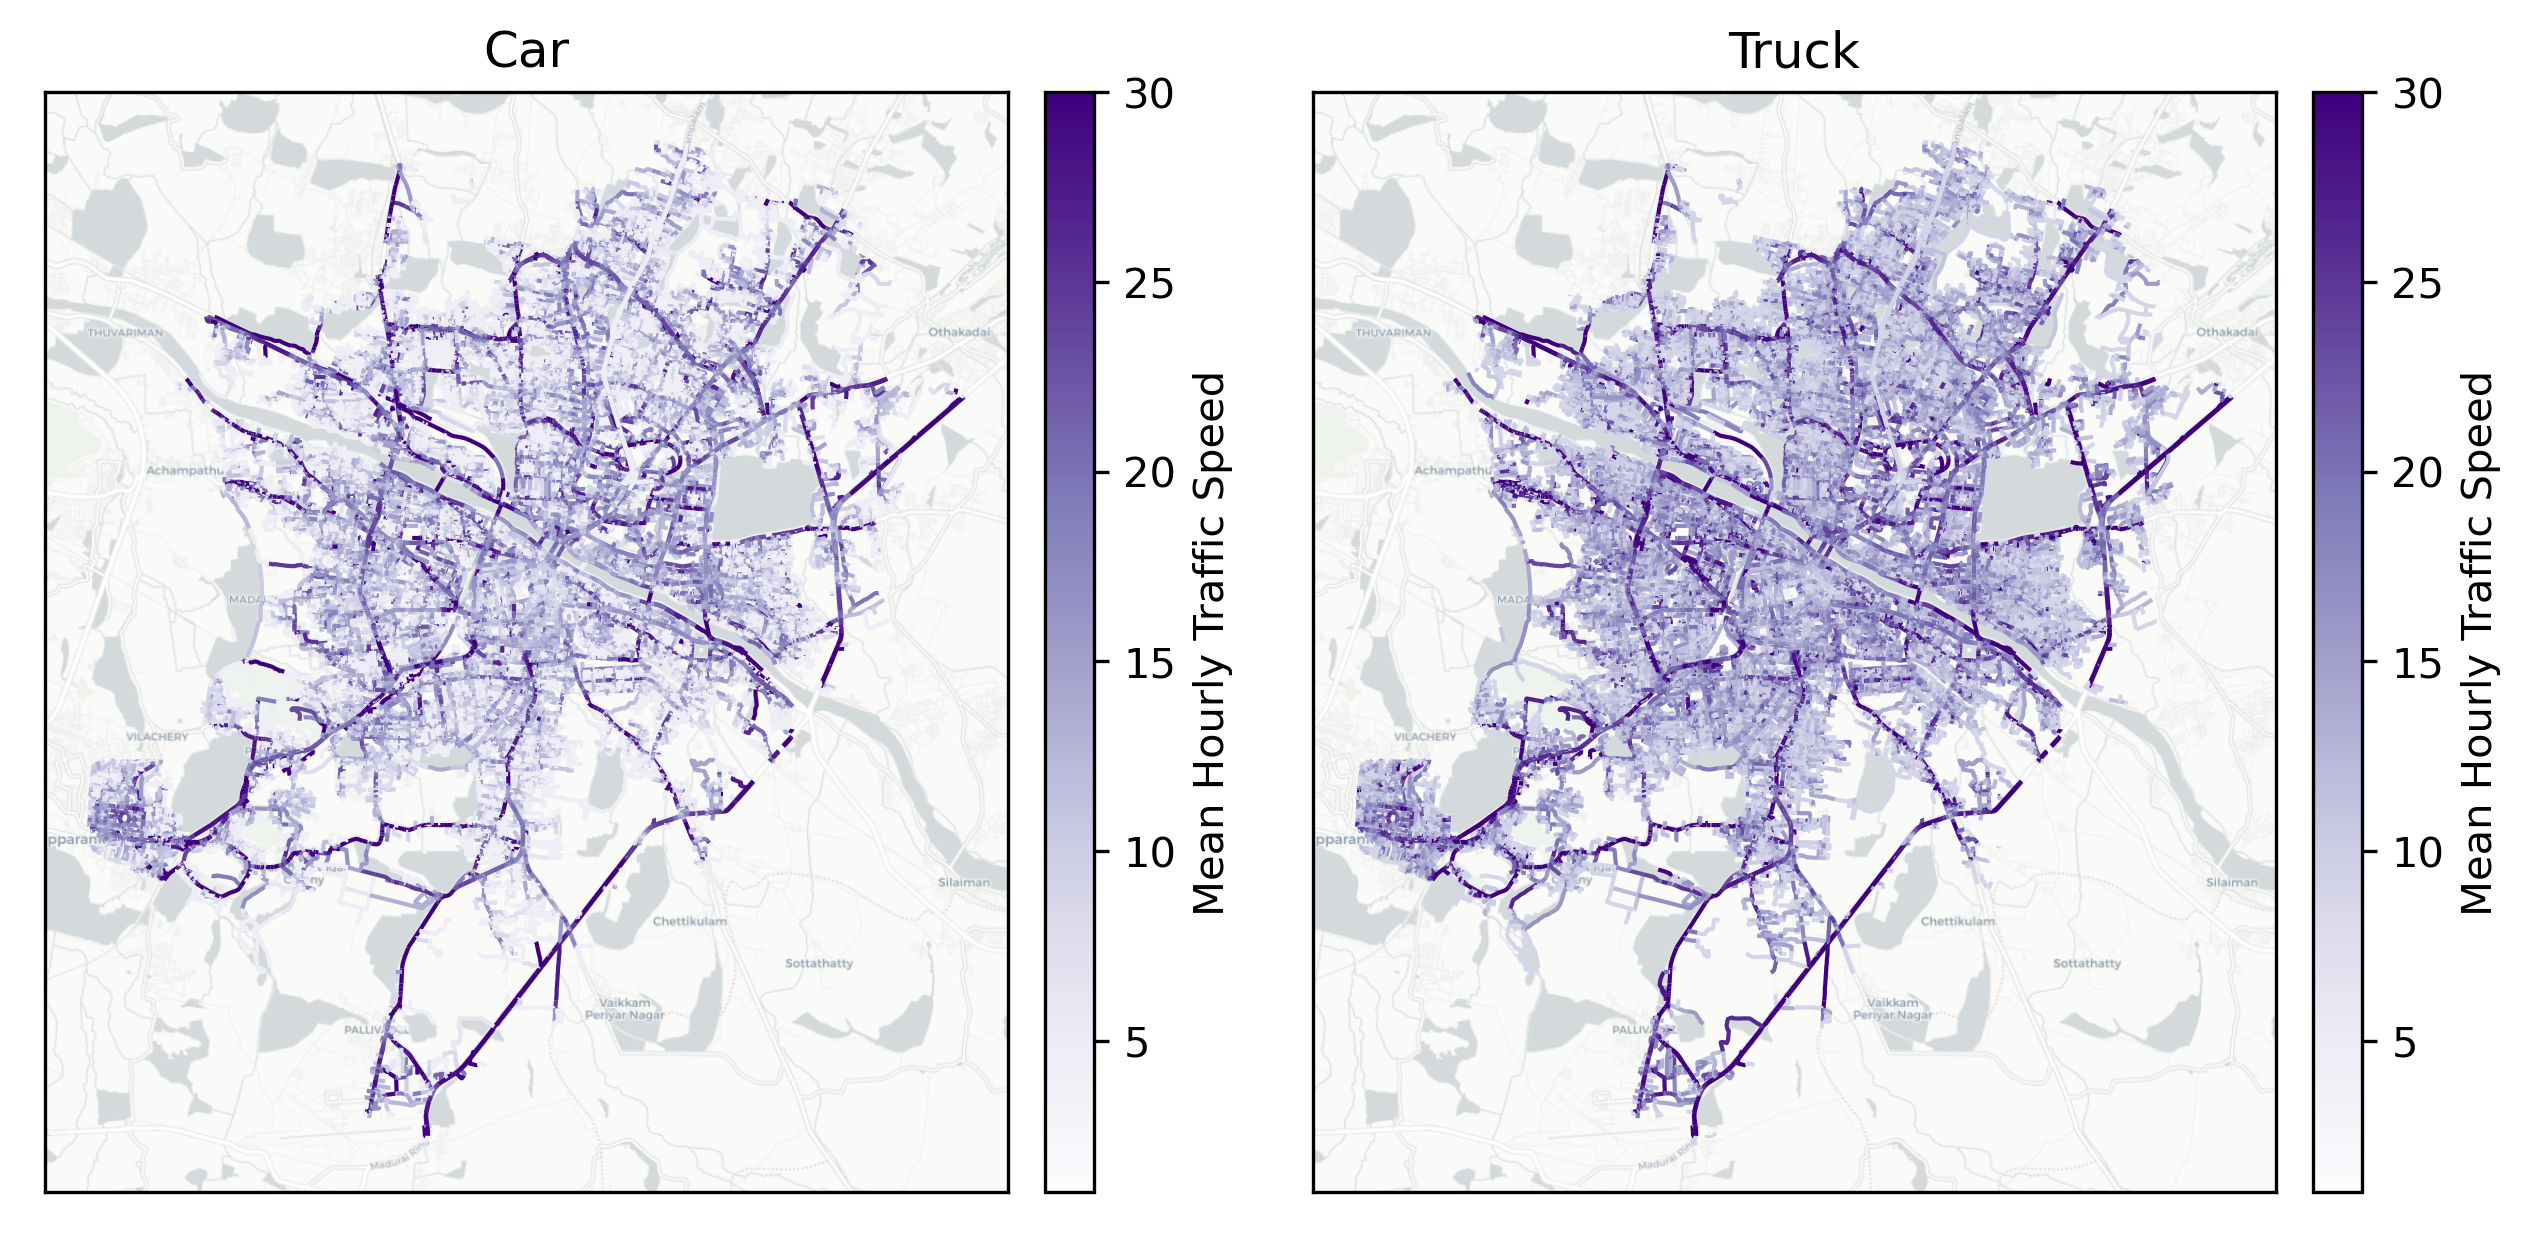 Car
Truck
THUVARIMAN
Othakadai
Achampathu
MADA
VILACHERY
pparan
Silaiman
Chettikulam
Sottathatty
Vaikkam
Periyar Nagar
PALLIVA
Madurai Ring
30
25
20
15
10
5
Mean Hourly Traffic Speed
THUVARIMAN
Othakadai
Achampathu
MADA
VILACHERY
pparan
Silaiman
Chettikulam
Sottathatty
Vaikkam
Periyar Nagar
PALLIVA
Madurai Ring
30
25
20
15
10
5
Mean Hourly Traffic Speed